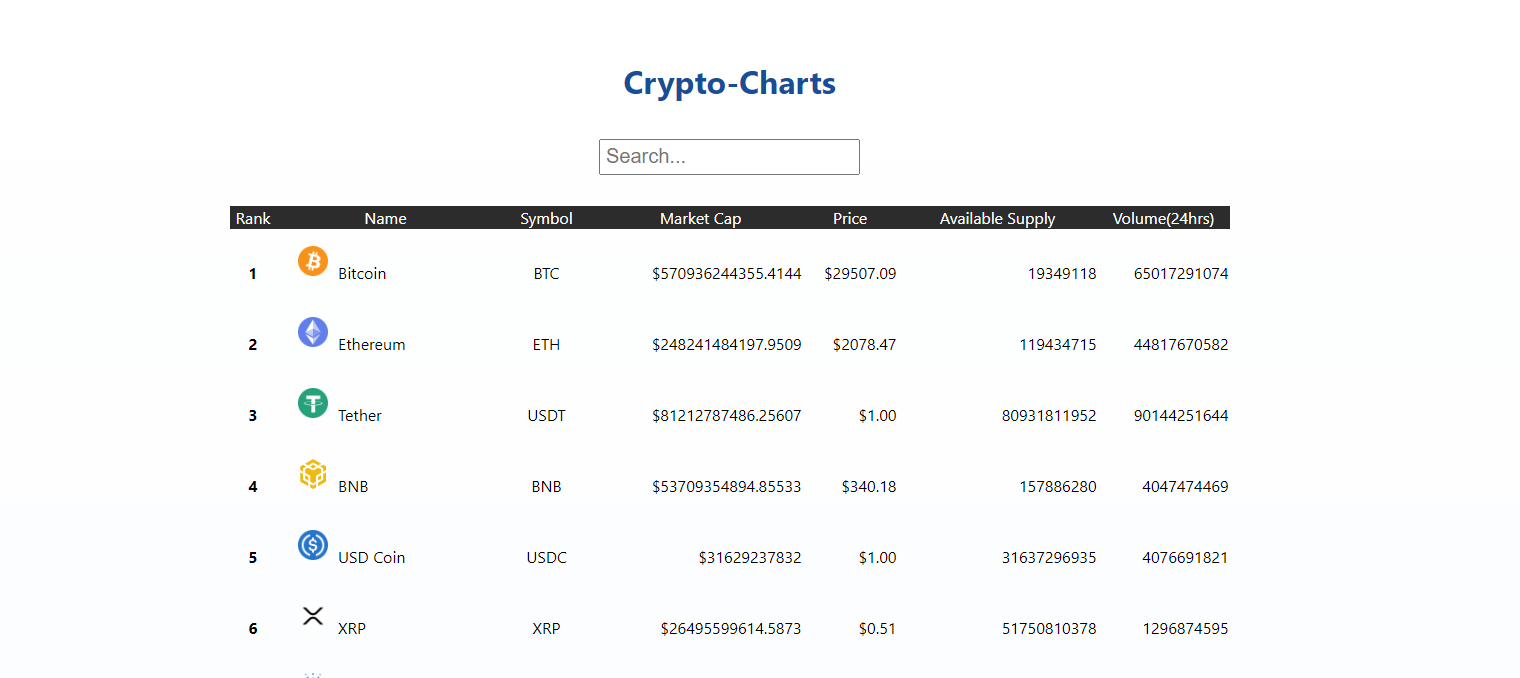 Crypto-Charts
Search...
Rank Name Symbol Market Cap Price Available Supply Volume(24hrs)
1 Bitcoin BTC $570936244355.4144 $29507.09 19349118 65017291074
2 Ethereum ETH $248241484197.9509 $2078.47 119434715 44817670582
3 Tether USDT $81212787486.25607 $1.00 80931811952 90144251644
4 BNB BNB $53709354894.85533 $340.18 157886280 4047474469
5 USD Coin USDC $31629237832 $1.00 31637296935 4076691821
6 XRP XRP $26495599614.5873 $0.51 51750810378 1296874595